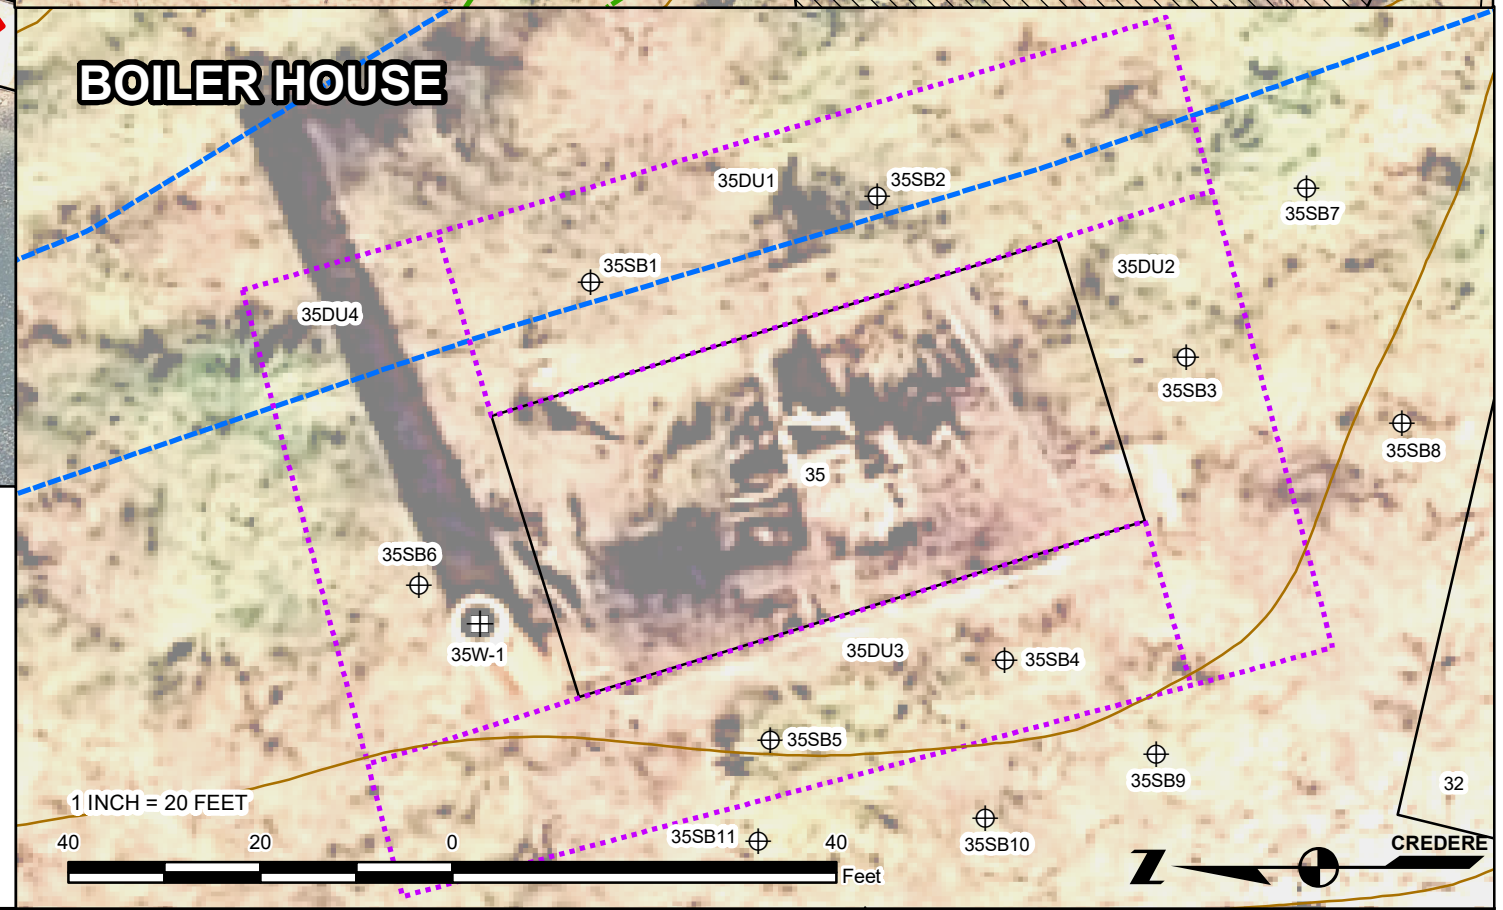 BOILER HOUSE
35DU1
35SB2
35SB7
35SB1
35DU2
35DU4
35SB3
35SB8
35
35SB6
35W-1
35DU3
35SB4
35SB5
35SB9
32
1 INCH = 20 FEET
35SB11
35SB10
40 20 0 40
Feet
Z
CREDERE